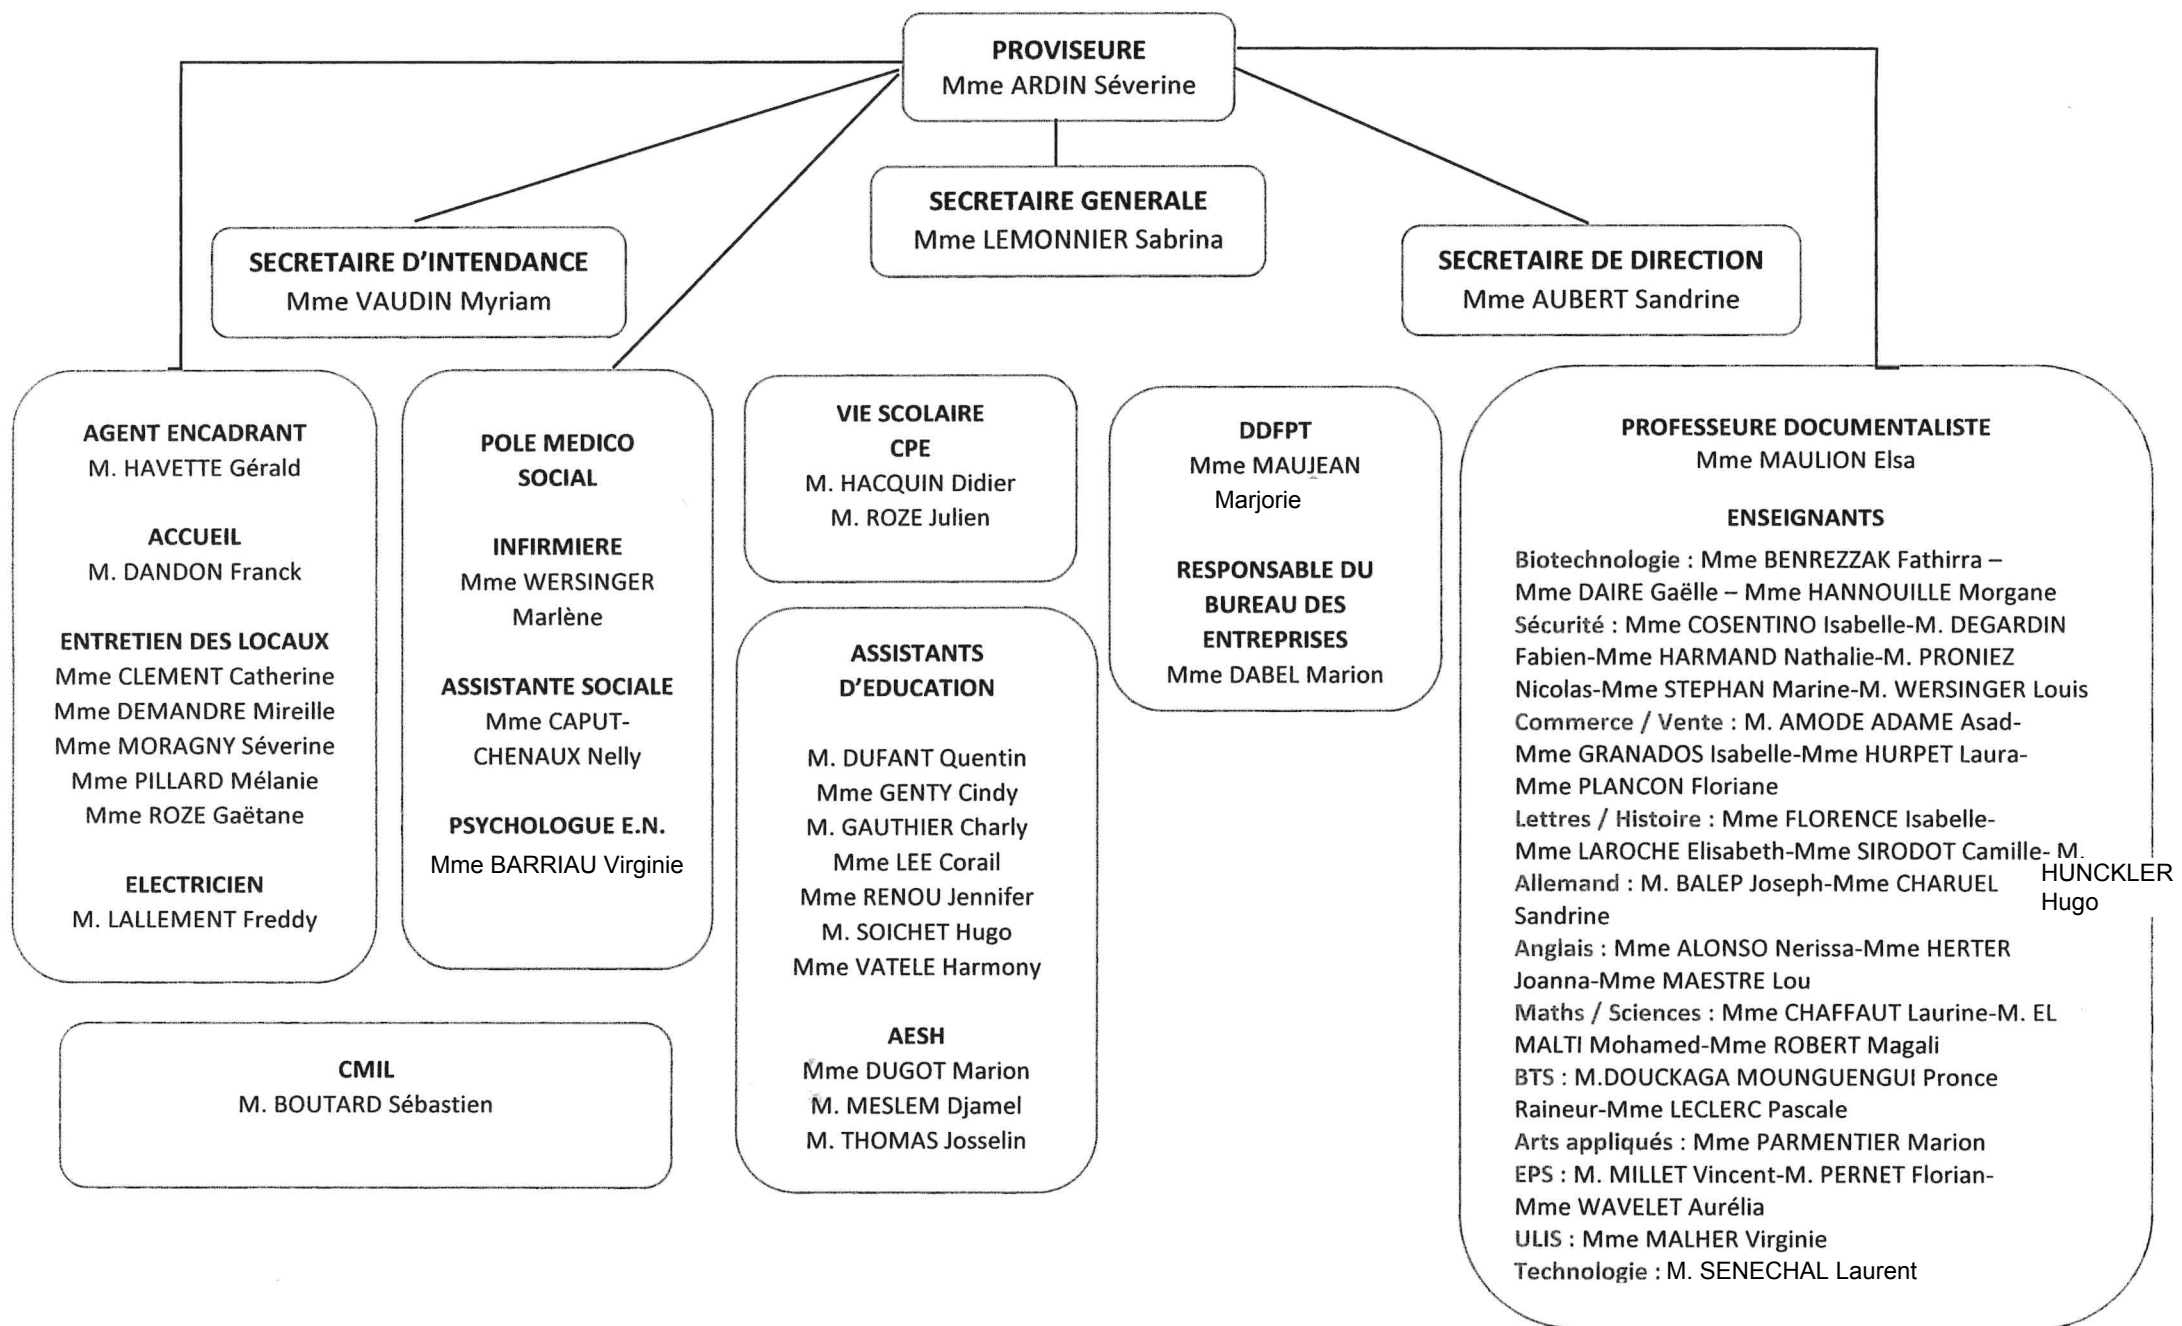 PROVISEURE
Mme ARDIN Séverine
SECRETAIRE GENERALE
Mme LEMONNIER Sabrina
SECRETAIRE D'INTENDANCE
Mme VAUDIN Myriam
SECRETAIRE DE DIRECTION
Mme AUBERT Sandrine
AGENT ENCADRANT
M. HAVETTE Gérald
ACCUEIL
M. DANDON Franck
ENTRETIEN DES LOCAUX
Mme CLEMENT Catherine
Mme DEMANDRE Mireille
Mme MORAGNY Séverine
Mme PILLARD Mélanie
Mme ROZE Gaëtane
ELECTRICIEN
M. LALLEMENT Freddy
CMIL
M. BOUTARD Sébastien
POLE MEDICO
SOCIAL
INFIRMIERE
Mme WERSINGER
Marlène
ASSISTANTE SOCIALE
Mme CAPUT-
CHENAUX Nelly
PSYCHOLOGUE E.N.
Mme BARRIAU Virginie
VIE SCOLAIRE
CPE
M. HACQUIN Didier
M. ROZE Julien
ASSISTANTS
D'EDUCATION
M. DUFANT Quentin
Mme GENTY Cindy
M. GAUTHIER Charly
Mme LEE Corail
Mme RENOU Jennifer
M. SOICHET Hugo
Mme VATELE Harmony
AESH
Mme DUGOT Marion
M. MESLEM Djamel
M. THOMAS Josselin
DDFPT
Mme MAUJEAN
Marjorie
RESPONSABLE DU
BUREAU DES
ENTREPRISES
Mme DABEL Marion
PROFESSEURE DOCUMENTALISTE
Mme MAULION Elsa
ENSEIGNANTS
Biotechnologie : Mme BENREZZAK Fathirra –
Mme DAIRE Gaëlle – Mme HANNOUILLE Morgane
Sécurité : Mme COSENTINO Isabelle-M. DEGARDIN
Fabien-Mme HARMAND Nathalie-M. PRONIEZ
Nicolas-Mme STEPHAN Marine-M. WERSINGER Louis
Commerce / Vente : M. AMODE ADAME Asad-
Mme GRANADOS Isabelle-Mme HURPET Laura-
Mme PLANCON Floriane
Lettres / Histoire : Mme FLORENCE Isabelle-
Mme LAROCHE Elisabeth-Mme SIRODOT Camille- M.
HUNCKLER
Hugo
Allemand : M. BALEP Joseph-Mme CHARUEL
Sandrine
Anglais : Mme ALONSO Nerissa-Mme HERTER
Joanna-Mme MAESTRE Lou
Maths / Sciences : Mme CHAFFAUT Laurine-M. EL
MALTI Mohamed-Mme ROBERT Magali
BTS : M.DOUCKAGA MOUNGUENGUI Pronce
Raineur-Mme LECLERC Pascale
Arts appliqués : Mme PARMENTIER Marion
EPS : M. MILLET Vincent-M. PERNET Florian-
Mme WAVELET Aurélia
ULIS : Mme MALHER Virginie
Technologie : M. SENECHAL Laurent